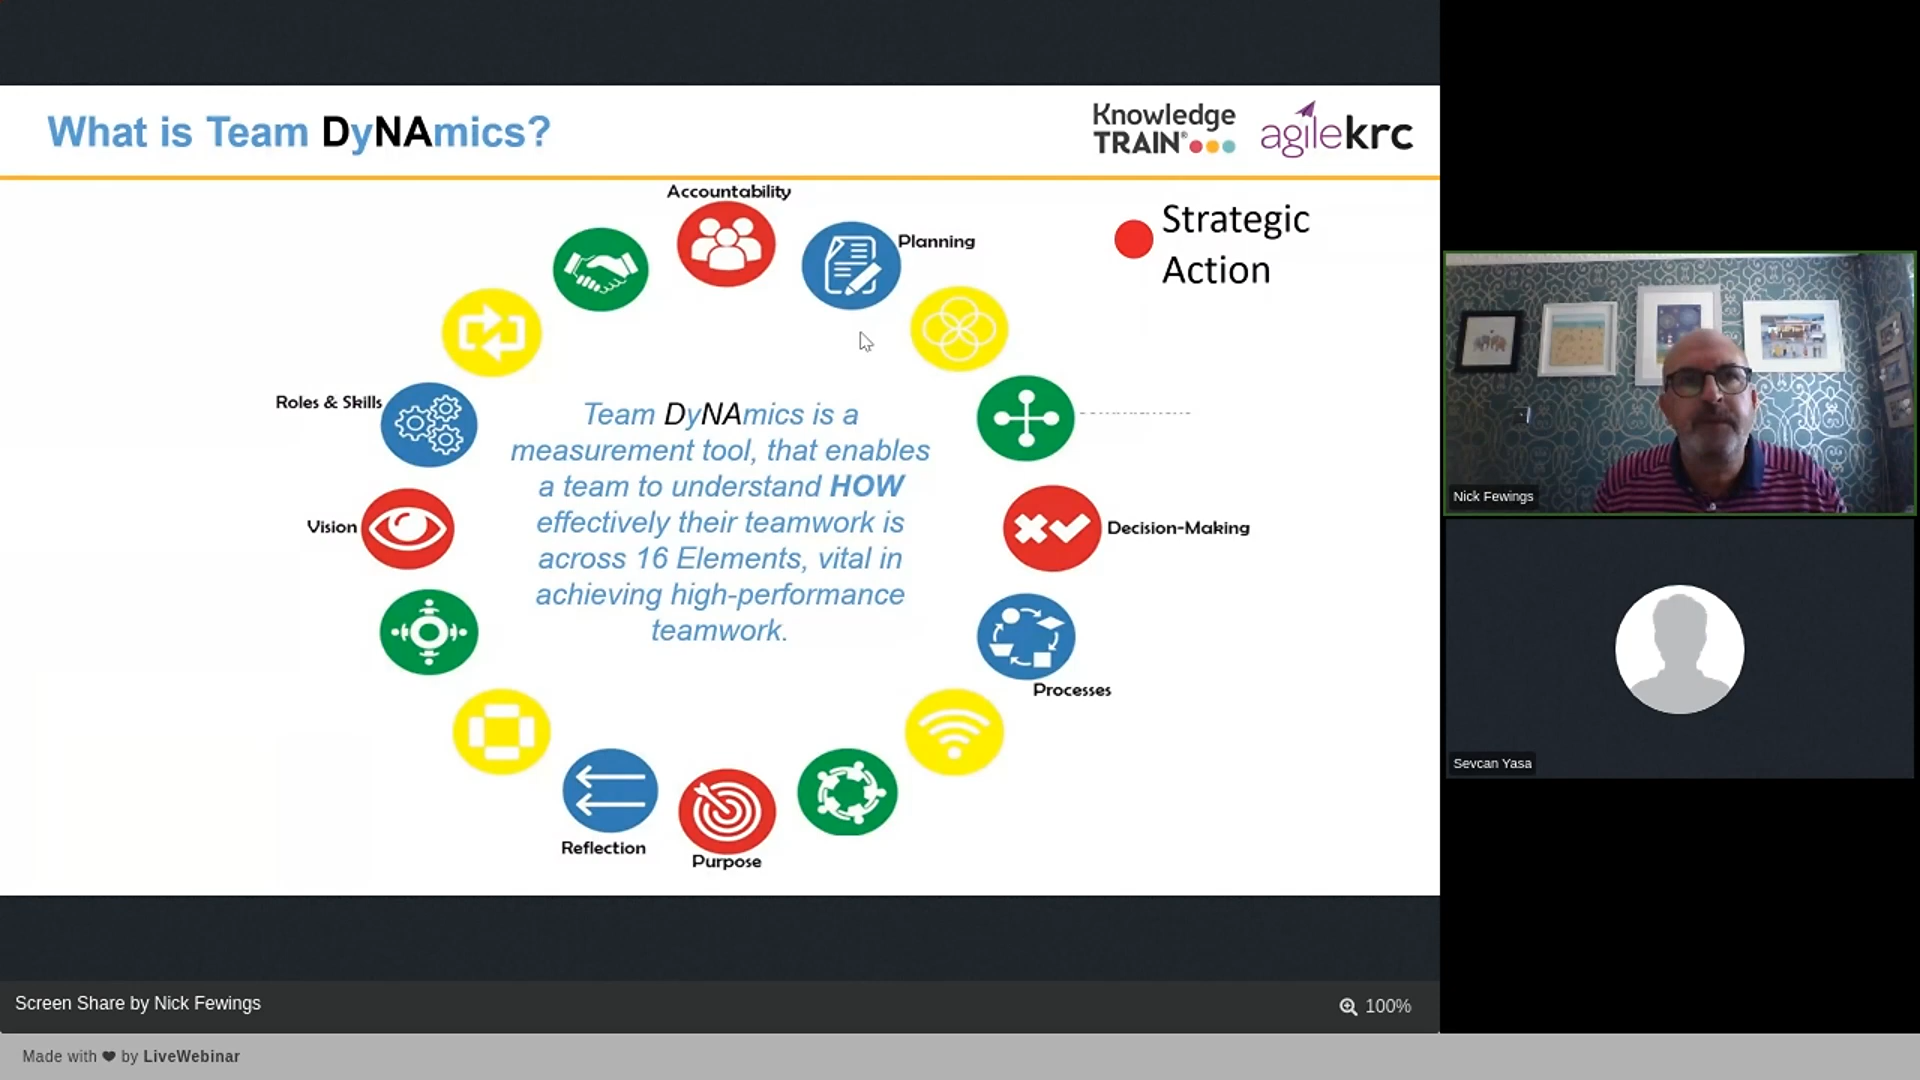 What is Team DyNAmics?
Knowledge
TRAIN®
agilekrc
Accountability
Planning
Strategic
Action
Roles & Skills
Team DyNAmics is a
measurement tool, that enables
a team to understand HOW
effectively their teamwork is
across 16 Elements, vital in
achieving high-performance
teamwork.
Vision
Decision-Making
Processes
Reflection
Purpose
Nick Fewings
Sevcan Yasa
Screen Share by Nick Fewings
100%
Made with ❤ by LiveWebinar